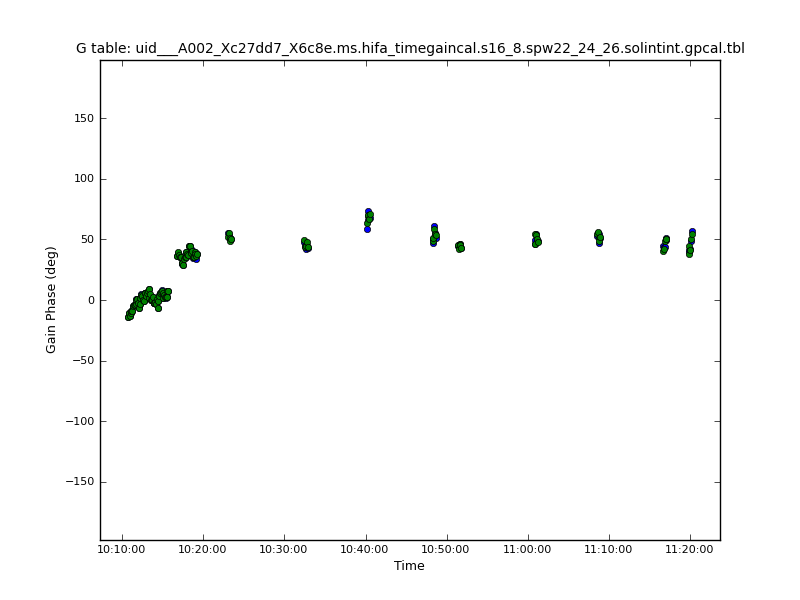 G table: uid___A002_Xc27dd7_X6c8e.ms.hifa_timegaincal.s16_8.spw22_24_26.solintint.gpcal.tbl
150
100
50
0
−50
−100
−150
Gain Phase (deg)
10:10:00 10:20:00 10:30:00 10:40:00 10:50:00 11:00:00 11:10:00 11:20:00
Time